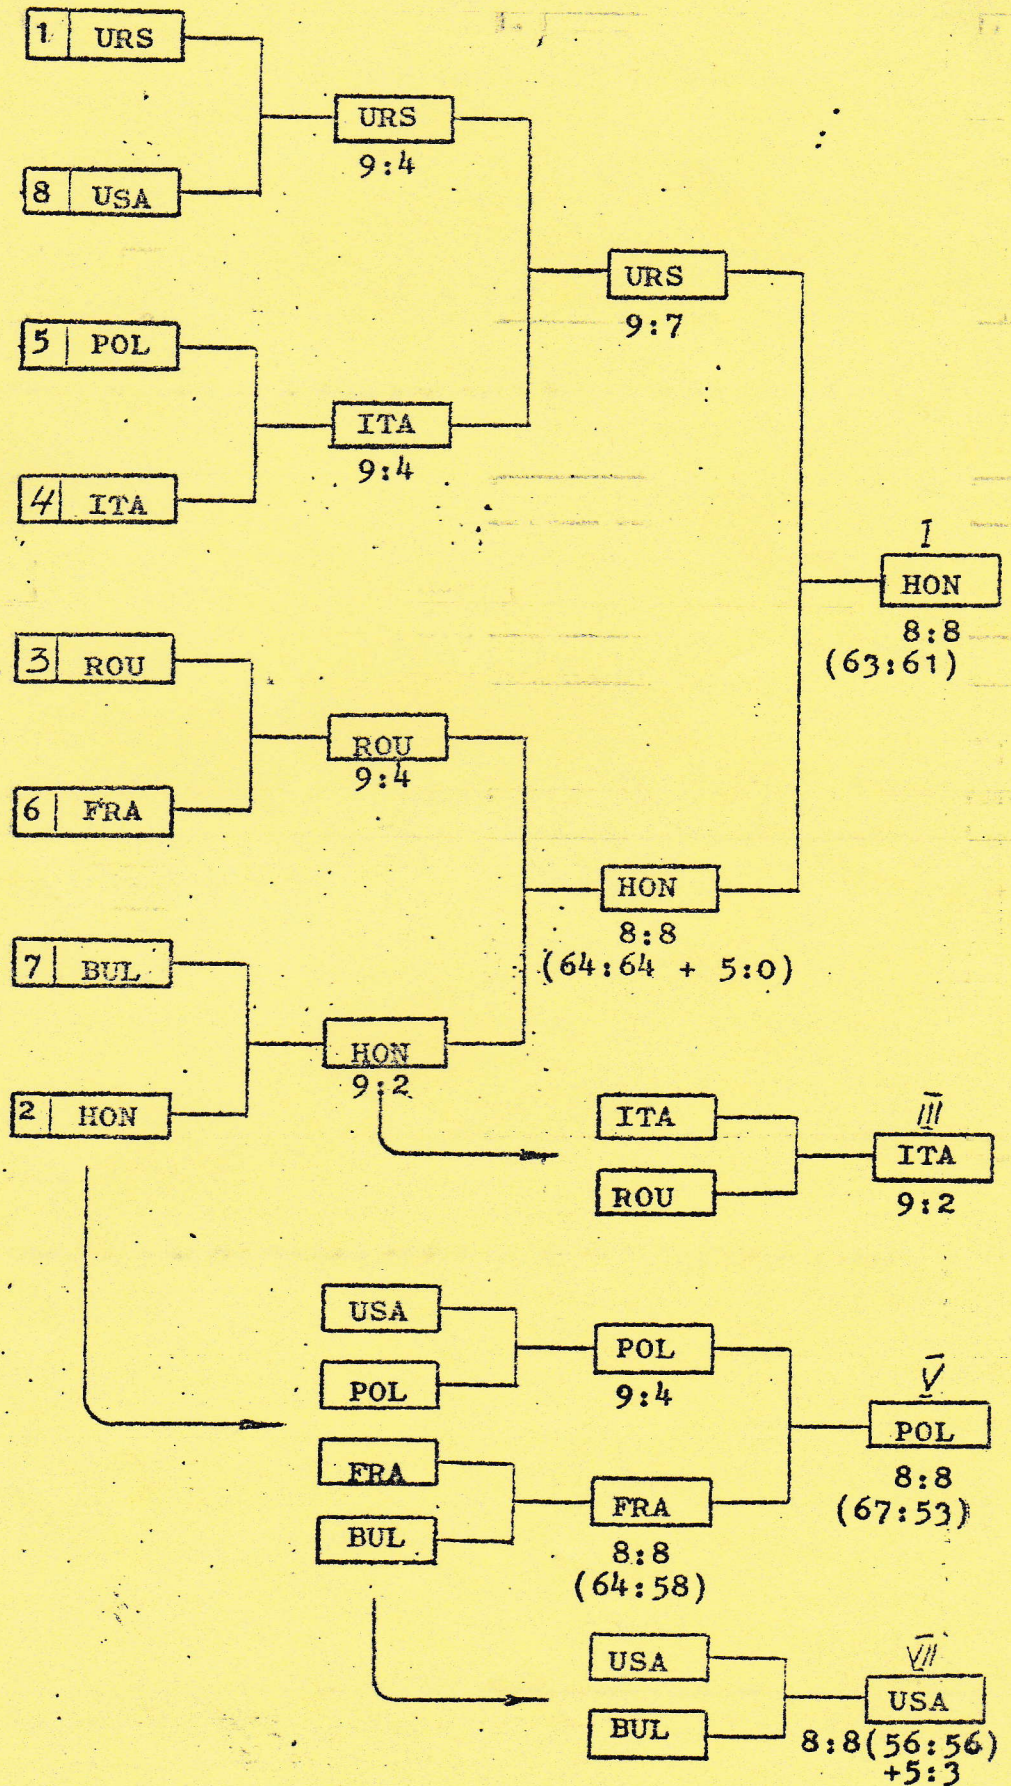 1 URS
URS
9:4
8 USA
URS
9:7
5 POL
ITA
9:4
4 ITA
I
HON
8:8
(63:61)
3 ROU
ROU
9:4
6 FRA
HON
8:8
(64:64 + 5:0)
7 BUL
HON
9:2
2 HON
ITA
III
ITA
9:2
ROU
USA
POL
9:4
POL
V
POL
8:8
(67:53)
FRA
FRA
8:8
(64:58)
BUL
USA
VII
USA
8:8(56:56)
+5:3
BUL